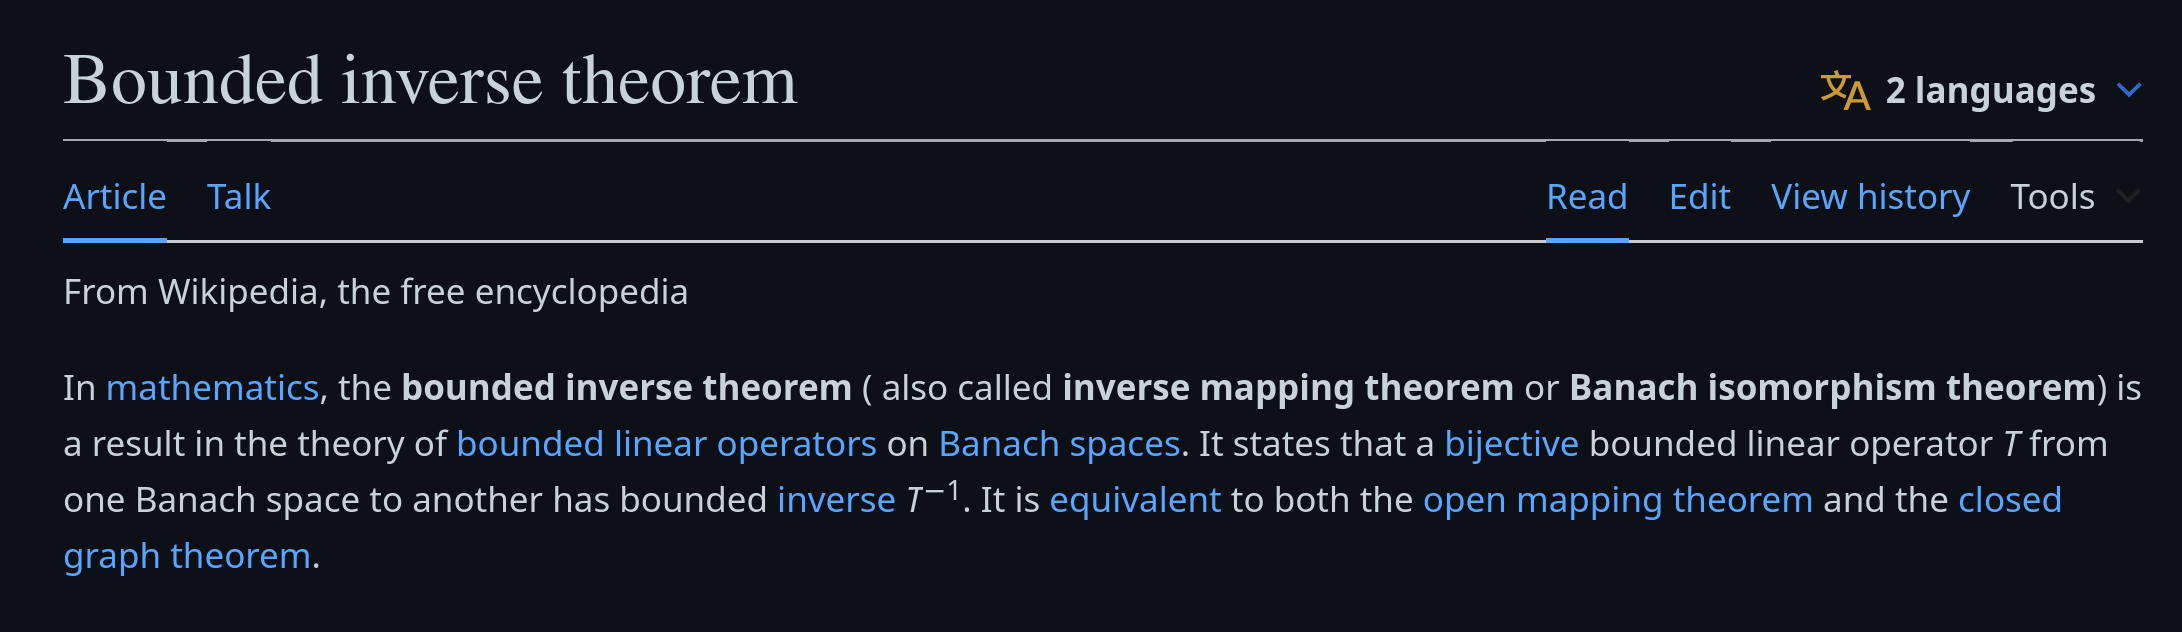 Bounded inverse theorem
文A 2 languages
Article Talk Read Edit View history Tools
From Wikipedia, the free encyclopedia
In mathematics, the bounded inverse theorem ( also called inverse mapping theorem or Banach isomorphism theorem) is
a result in the theory of bounded linear operators on Banach spaces. It states that a bijective bounded linear operator T from
one Banach space to another has bounded inverse T⁻¹. It is equivalent to both the open mapping theorem and the closed
graph theorem.